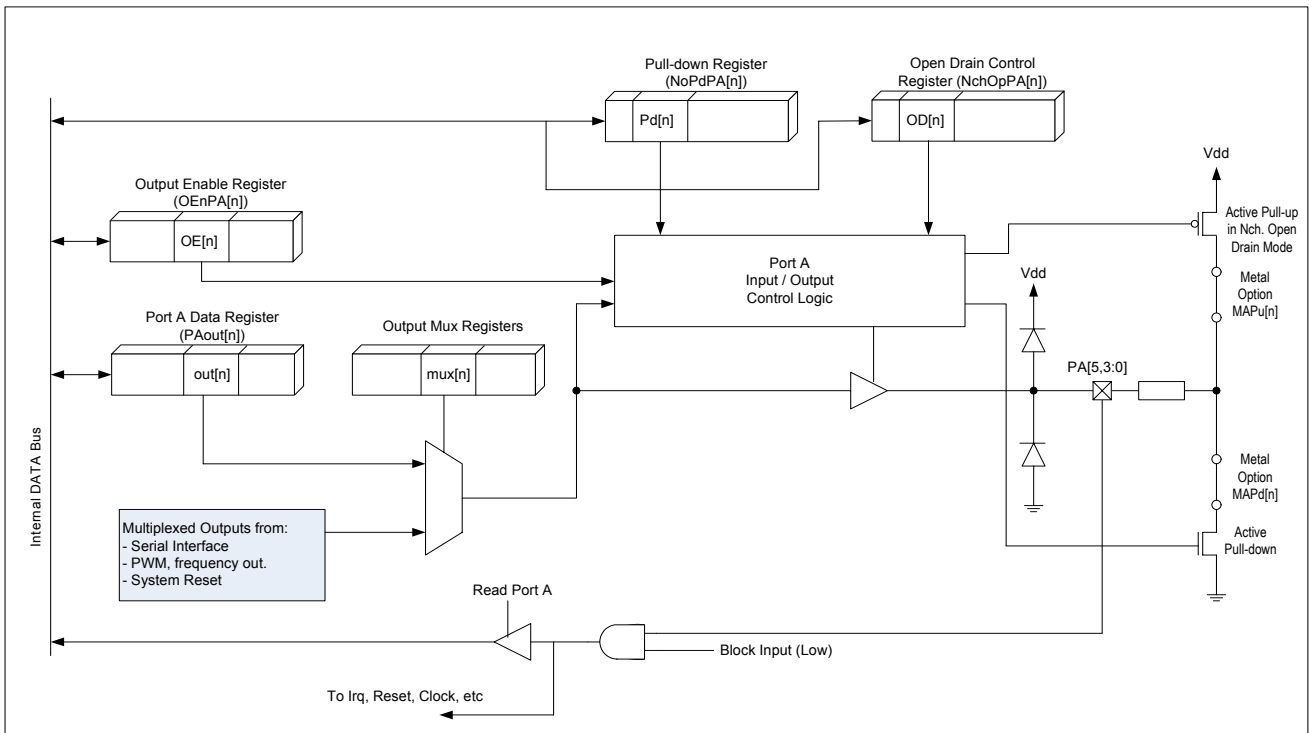 Pull-down Register
(NoPdPA[n])
Open Drain Control
Register (NchOpPA[n])
Pd[n]
OD[n]
Vdd
Output Enable Register
(OEnPA[n])
OE[n]
Active Pull-up
in Nch. Open
Drain Mode
Port A
Input / Output
Control Logic
Vdd
Metal
Option
MAPu[n]
Port A Data Register
(PAout[n])
Output Mux Registers
out[n]
mux[n]
PA[5,3:0]
Internal DATA Bus
Metal
Option
MAPd[n]
Multiplexed Outputs from:
- Serial Interface
- PWM, frequency out.
- System Reset
Active
Pull-down
Read Port A
Block Input (Low)
To Irq, Reset, Clock, etc